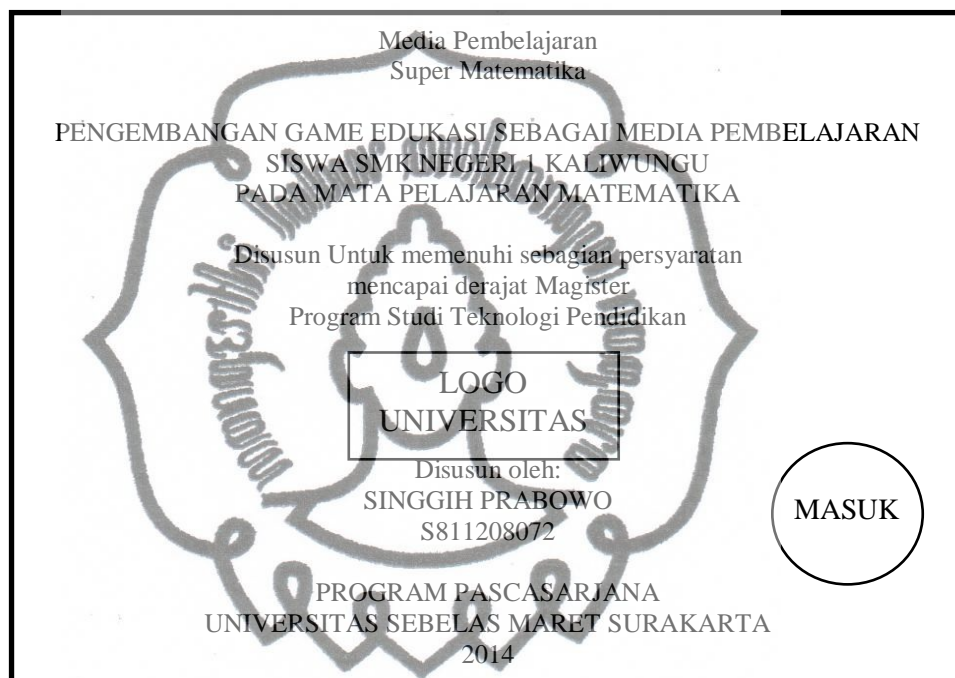 Media Pembelajaran
Super Matematika
PENGEMBANGAN GAME EDUKASI SEBAGAI MEDIA PEMBELAJARAN
SISWA SMK NEGERI 1 KALIWUNGU
PADA MATA PELAJARAN MATEMATIKA
Disusun Untuk memenuhi sebagian persyaratan
mencapai derajat Magister
Program Studi Teknologi Pendidikan
LOGO
UNIVERSITAS
Disusun oleh:
SINGGIH PRABOWO
S811208072
MASUK
PROGRAM PASCASARJANA
UNIVERSITAS SEBELAS MARET SURAKARTA
2014